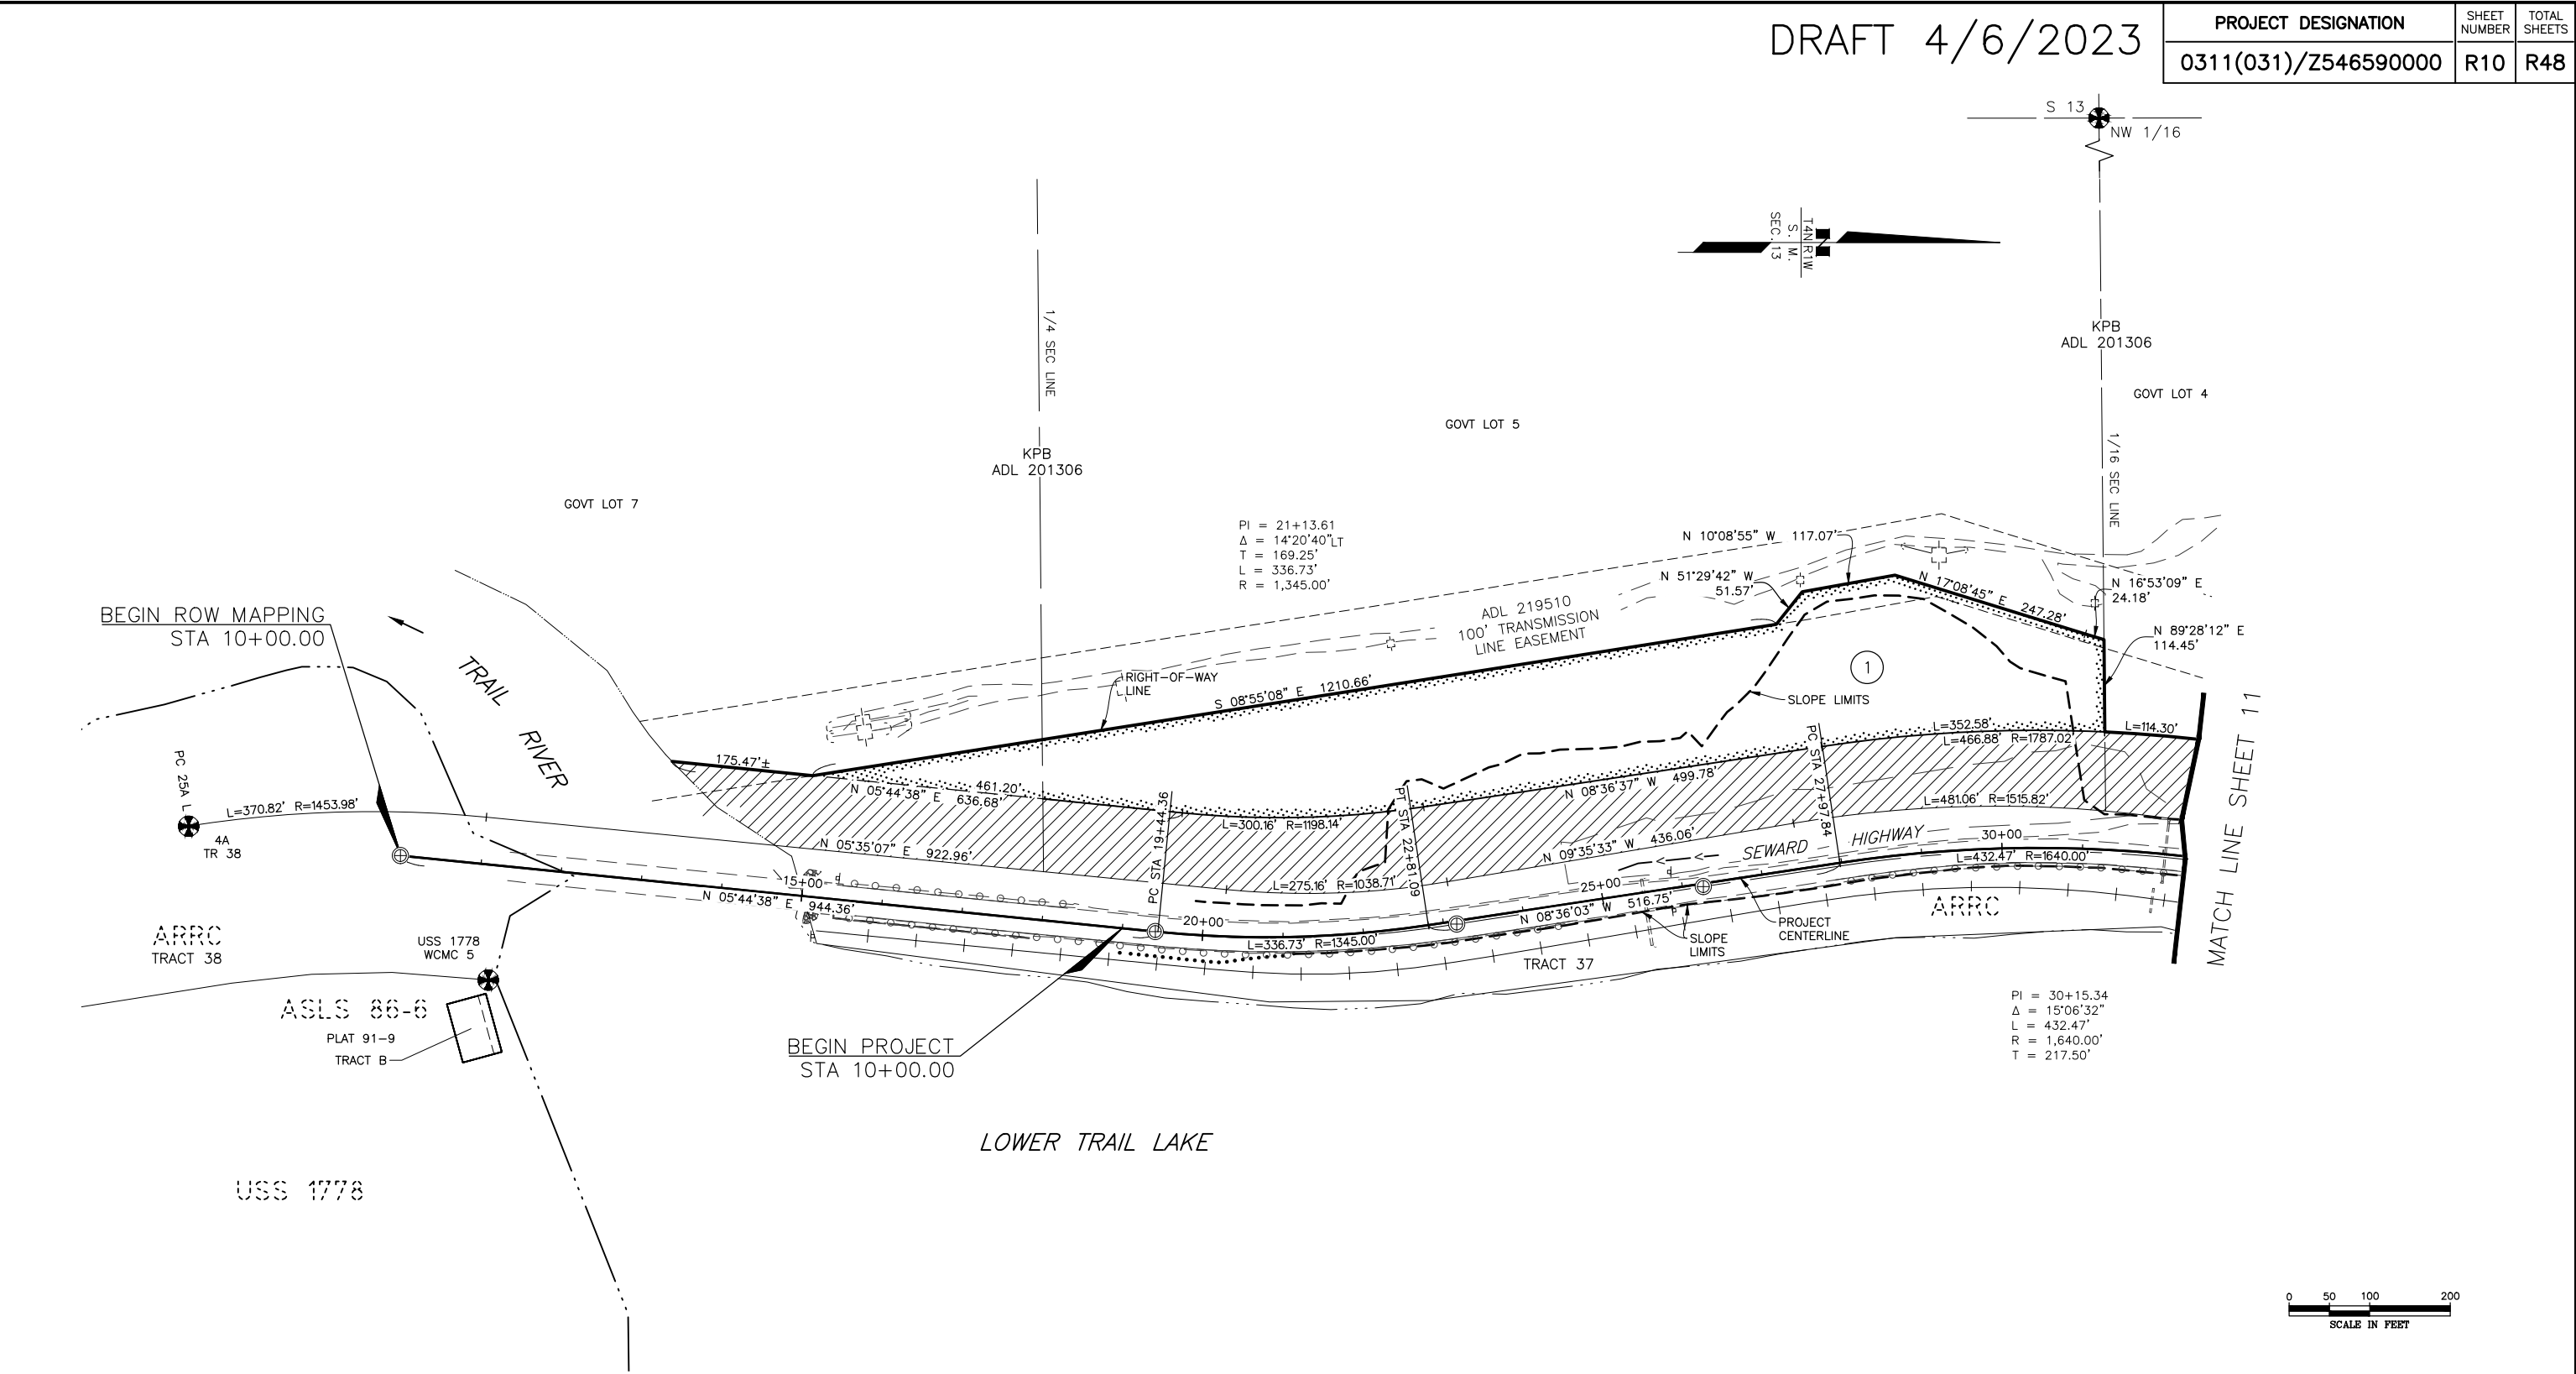 DRAFT 4/6/2023
PROJECT DESIGNATION
SHEET
NUMBER
TOTAL
SHEETS
0311(031)/Z546590000
R10
R48
S 13
NW 1/16
T4N R1W
S. M.
SEC. 13
N
1/4 SEC LINE
KPB
ADL 201306
GOVT LOT 4
GOVT LOT 5
1/16 SEC LINE
KPB
ADL 201306
GOVT LOT 7
PI = 21+13.61
Δ = 14°20'40"LT
T = 169.25'
L = 336.73'
R = 1,345.00'
N 10°08'55" W 117.07'
N 51°29'42" W
51.57'
N 17°08'45" E 247.28'
N 16°53'09" E
24.18'
N 89°28'12" E
114.45'
ADL 219510
100' TRANSMISSION
LINE EASEMENT
BEGIN ROW MAPPING
STA 10+00.00
TRAIL
RIVER
RIGHT-OF-WAY
LINE
S 08°55'08" E 1210.66'
1
SLOPE LIMITS
175.47'±
461.20'
N 05°44'38" E 636.68'
L=300.16' R=1198.14'
N 08°36'37" W 499.78'
L=352.58'
L=466.88' R=1787.02'
L=114.30'
MATCH LINE SHEET 11
PC 25A L
4A
TR 38
L=370.82' R=1453.98'
N 05°35'07" E 922.96'
L=275.16' R=1038.71'
N 09°35'33" W 436.06'
L=481.06' R=1515.82'
PC STA 19+44.36
PT STA 22+81.09
PC STA 27+97.84
SEWARD HIGHWAY
15+00
20+00
25+00
30+00
N 05°44'38" E 944.36'
L=336.73' R=1345.00'
N 08°36'03" W 516.75'
L=432.47' R=1640.00'
SLOPE
LIMITS
PROJECT
CENTERLINE
ARRC
TRACT 37
ARRC
TRACT 38
USS 1778
WCMC 5
ASLS 86-6
PLAT 91-9
TRACT B
BEGIN PROJECT
STA 10+00.00
PI = 30+15.34
Δ = 15°06'32"
L = 432.47'
R = 1,640.00'
T = 217.50'
LOWER TRAIL LAKE
USS 1778
0 50 100 200
SCALE IN FEET